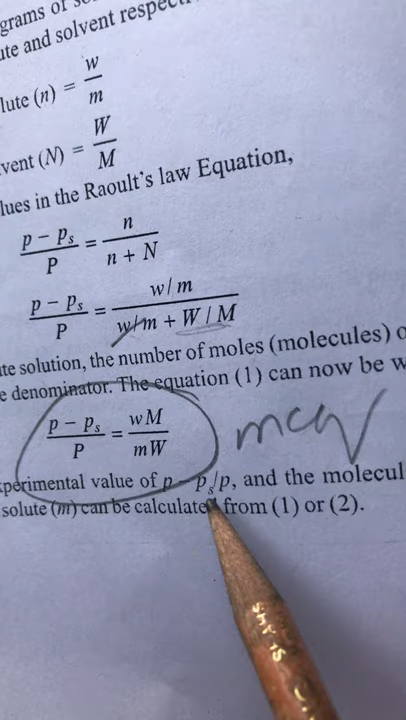 grams of
ute and solvent respect
lute (n) = w/m
vent (N) = W/M
lues in the Raoult's law Equation,
p – ps / P = n / n + N
p – ps / P = w/m / w/m + W/M
te solution, the number of moles (molecules) o
e denominator. The equation (1) can now be w
p – ps / P = wM / mW
mcq
xperimental value of p – ps/p, and the molecul
solute (m) can be calculated from (1) or (2).